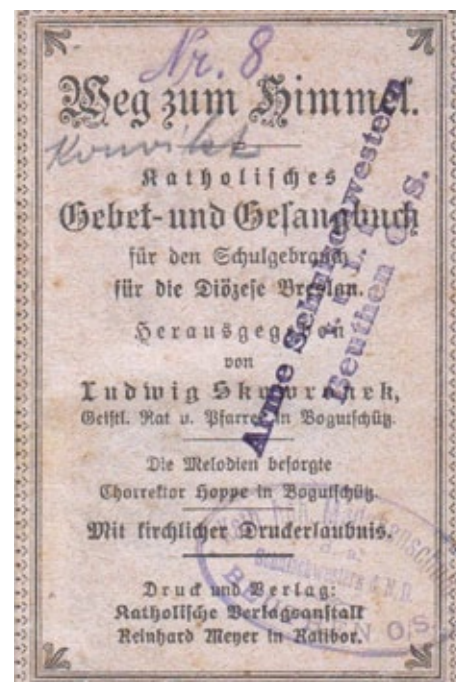 Nr. 8
Weg zum Himmel.
Konvikt
Katholisches
Gebet- und Gesangbuch
für den Schulgebrauch
für die Diözese Breslau.
Herausgegeben
von
Ludwig Skowronek,
Geistl. Rat u. Pfarrer in Bogutschütz.
Die Melodien besorgte
Chorrektor Hoppe in Bogutschütz.
Mit kirchlicher Druckerlaubnis.
Druck und Verlag:
Katholische Verlagsanstalt
Reinhard Meyer in Ratibor.
Arme Schulschwestern
v. U. L. F.
Beuthen O.S.
Schulschwestern d. N. D.
O.S.